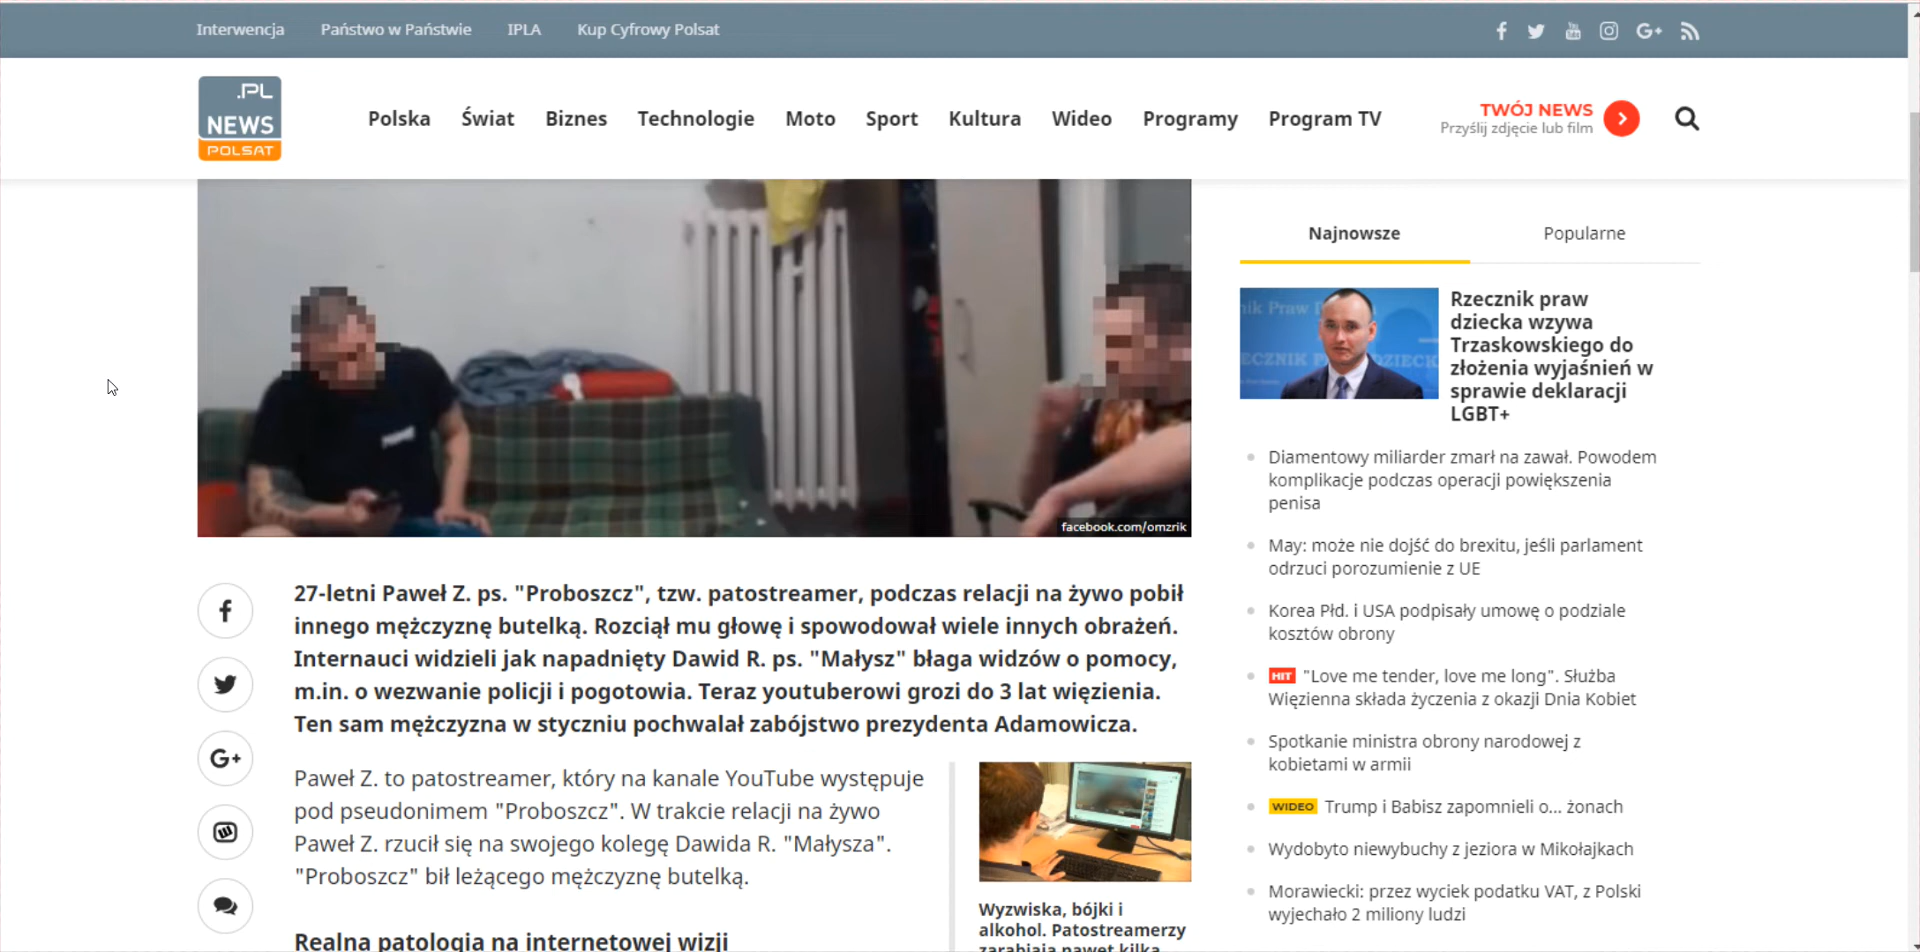 Interwencja Państwo w Państwie IPLA Kup Cyfrowy Polsat
.PL
NEWS
POLSAT
Polska Świat Biznes Technologie Moto Sport Kultura Wideo Programy Program TV
TWÓJ NEWS
Przyślij zdjęcie lub film
facebook.com/omzrik
27-letni Paweł Z. ps. "Proboszcz", tzw. patostreamer, podczas relacji na żywo pobił
innego mężczyznę butelką. Rozciął mu głowę i spowodował wiele innych obrażeń.
Internauci widzieli jak napadnięty Dawid R. ps. "Małysz" błaga widzów o pomocy,
m.in. o wezwanie policji i pogotowia. Teraz youtuberowi grozi do 3 lat więzienia.
Ten sam mężczyzna w styczniu pochwalał zabójstwo prezydenta Adamowicza.
Paweł Z. to patostreamer, który na kanale YouTube występuje
pod pseudonimem "Proboszcz". W trakcie relacji na żywo
Paweł Z. rzucił się na swojego kolegę Dawida R. "Małysza".
"Proboszcz" bił leżącego mężczyznę butelką.
Realna patologia na internetowej wizji
Wyzwiska, bójki i
alkohol. Patostreamerzy
zarabiają nawet kilka
Najnowsze Popularne
Rzecznik praw
dziecka wzywa
Trzaskowskiego do
złożenia wyjaśnień w
sprawie deklaracji
LGBT+
Diamentowy miliarder zmarł na zawał. Powodem
komplikacje podczas operacji powiększenia
penisa
May: może nie dojść do brexitu, jeśli parlament
odrzuci porozumienie z UE
Korea Płd. i USA podpisały umowę o podziale
kosztów obrony
HIT "Love me tender, love me long". Służba
Więzienna składa życzenia z okazji Dnia Kobiet
Spotkanie ministra obrony narodowej z
kobietami w armii
WIDEO Trump i Babisz zapomnieli o... żonach
Wydobyto niewybuchy z jeziora w Mikołajkach
Morawiecki: przez wyciek podatku VAT, z Polski
wyjechało 2 miliony ludzi